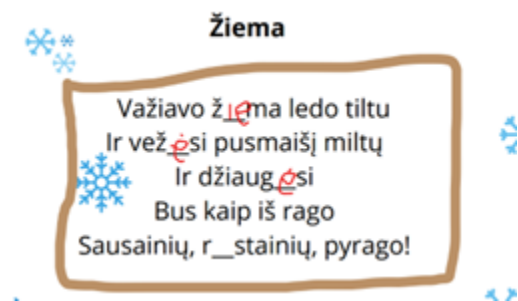 Žiema
Važiavo žiema ledo tiltu
Ir vežėsi pusmaišį miltų
Ir džiaugėsi
Bus kaip iš rago
Sausainių, r__stainių, pyrago!